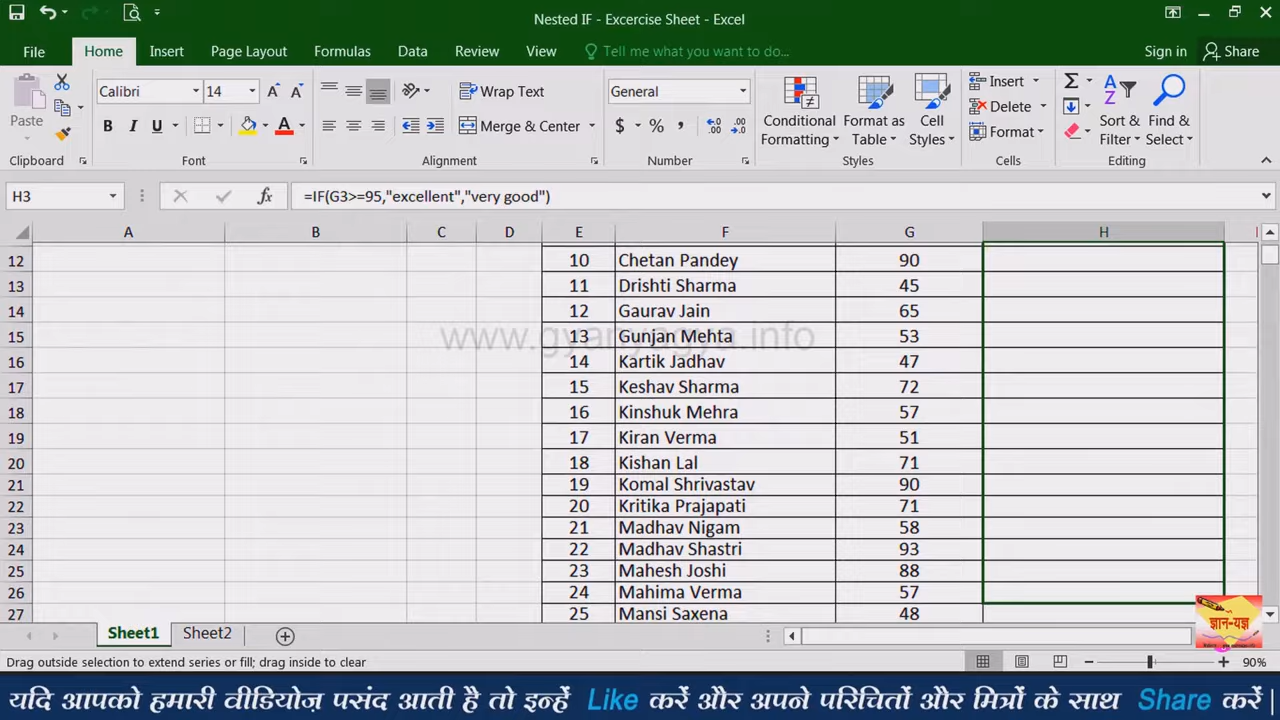 Nested IF - Excercise Sheet - Excel
File Home Insert Page Layout Formulas Data Review View Tell me what you want to do... Sign in Share
Calibri 14 Wrap Text General Insert
Paste B I U Merge & Center $ % , Conditional Formatting Format as Table Cell Styles Delete Format Sort & Filter Find & Select
Clipboard Font Alignment Number Styles Cells Editing
H3 fx =IF(G3>=95,"excellent","very good")
A B C D E F G H
12 10 Chetan Pandey 90
13 11 Drishti Sharma 45
14 12 Gaurav Jain 65
www.gyanyagya.info
15 13 Gunjan Mehta 53
16 14 Kartik Jadhav 47
17 15 Keshav Sharma 72
18 16 Kinshuk Mehra 57
19 17 Kiran Verma 51
20 18 Kishan Lal 71
21 19 Komal Shrivastav 90
22 20 Kritika Prajapati 71
23 21 Madhav Nigam 58
24 22 Madhav Shastri 93
25 23 Mahesh Joshi 88
26 24 Mahima Verma 57
27 25 Mansi Saxena 48
ज्ञान-यज्ञ
Sheet1 Sheet2
Drag outside selection to extend series or fill; drag inside to clear 90%
यदि आपको हमारी वीडियोज़ पसंद आती है तो इन्हें Like करें और अपने परिचितों और मित्रों के साथ Share करें |